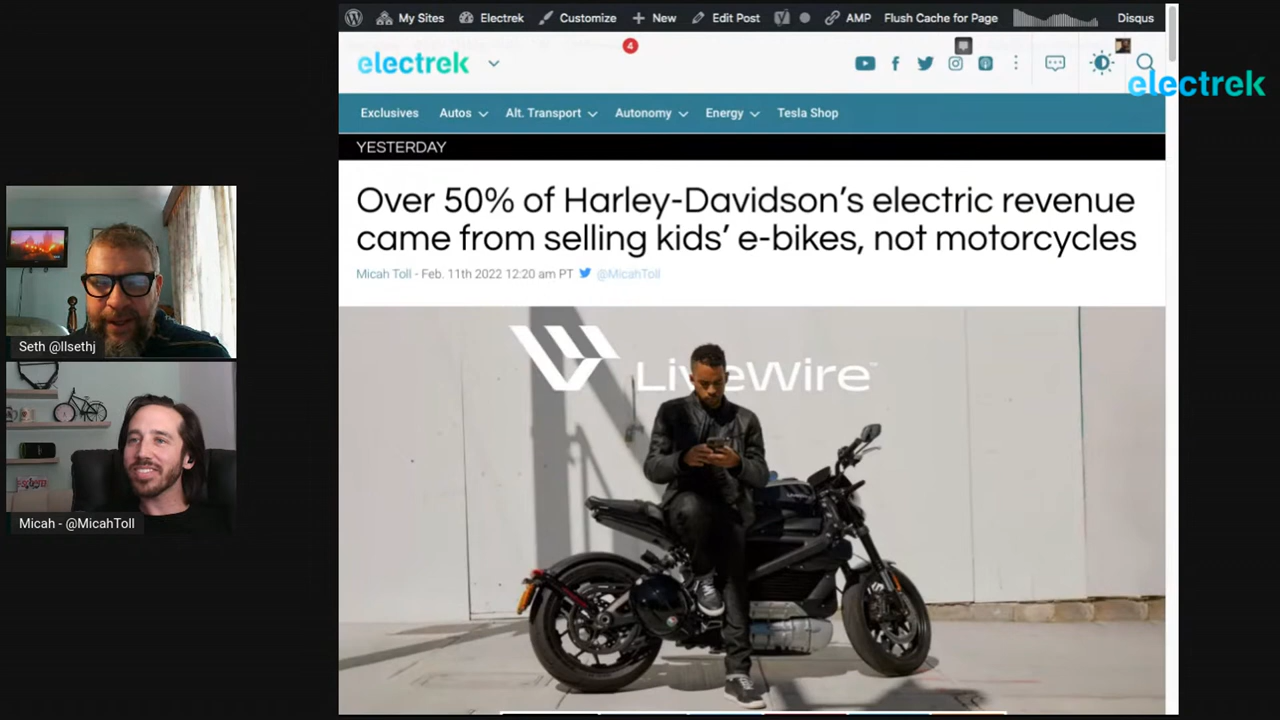 My Sites Electrek Customize New Edit Post AMP Flush Cache for Page Disqus
electrek
4
electrek
Exclusives Autos Alt. Transport Autonomy Energy Tesla Shop
YESTERDAY
Over 50% of Harley-Davidson's electric revenue
came from selling kids' e-bikes, not motorcycles
Micah Toll - Feb. 11th 2022 12:20 am PT @MicahToll
LiveWire™
Seth @llsethj
Micah - @MicahToll